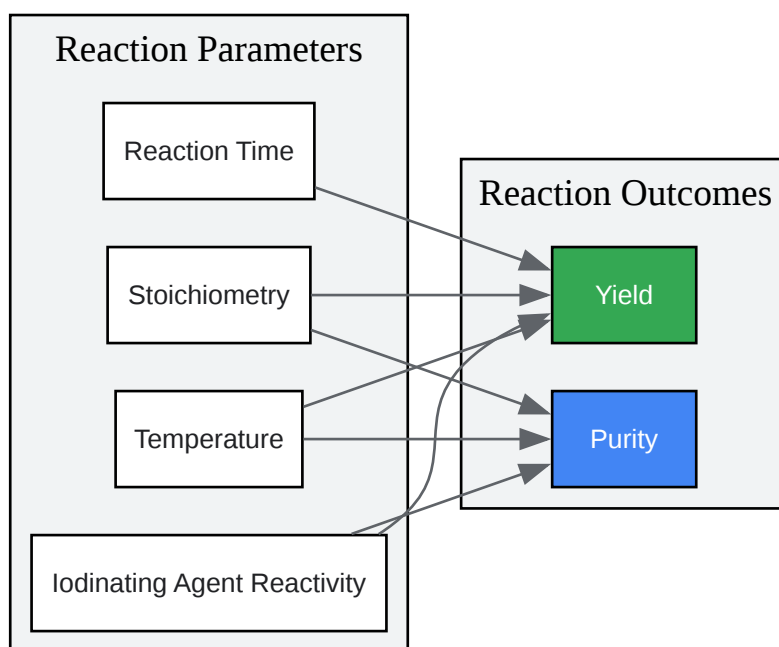 Reaction Parameters
Reaction Time
Stoichiometry
Temperature
Iodinating Agent Reactivity
Reaction Outcomes
Yield
Purity